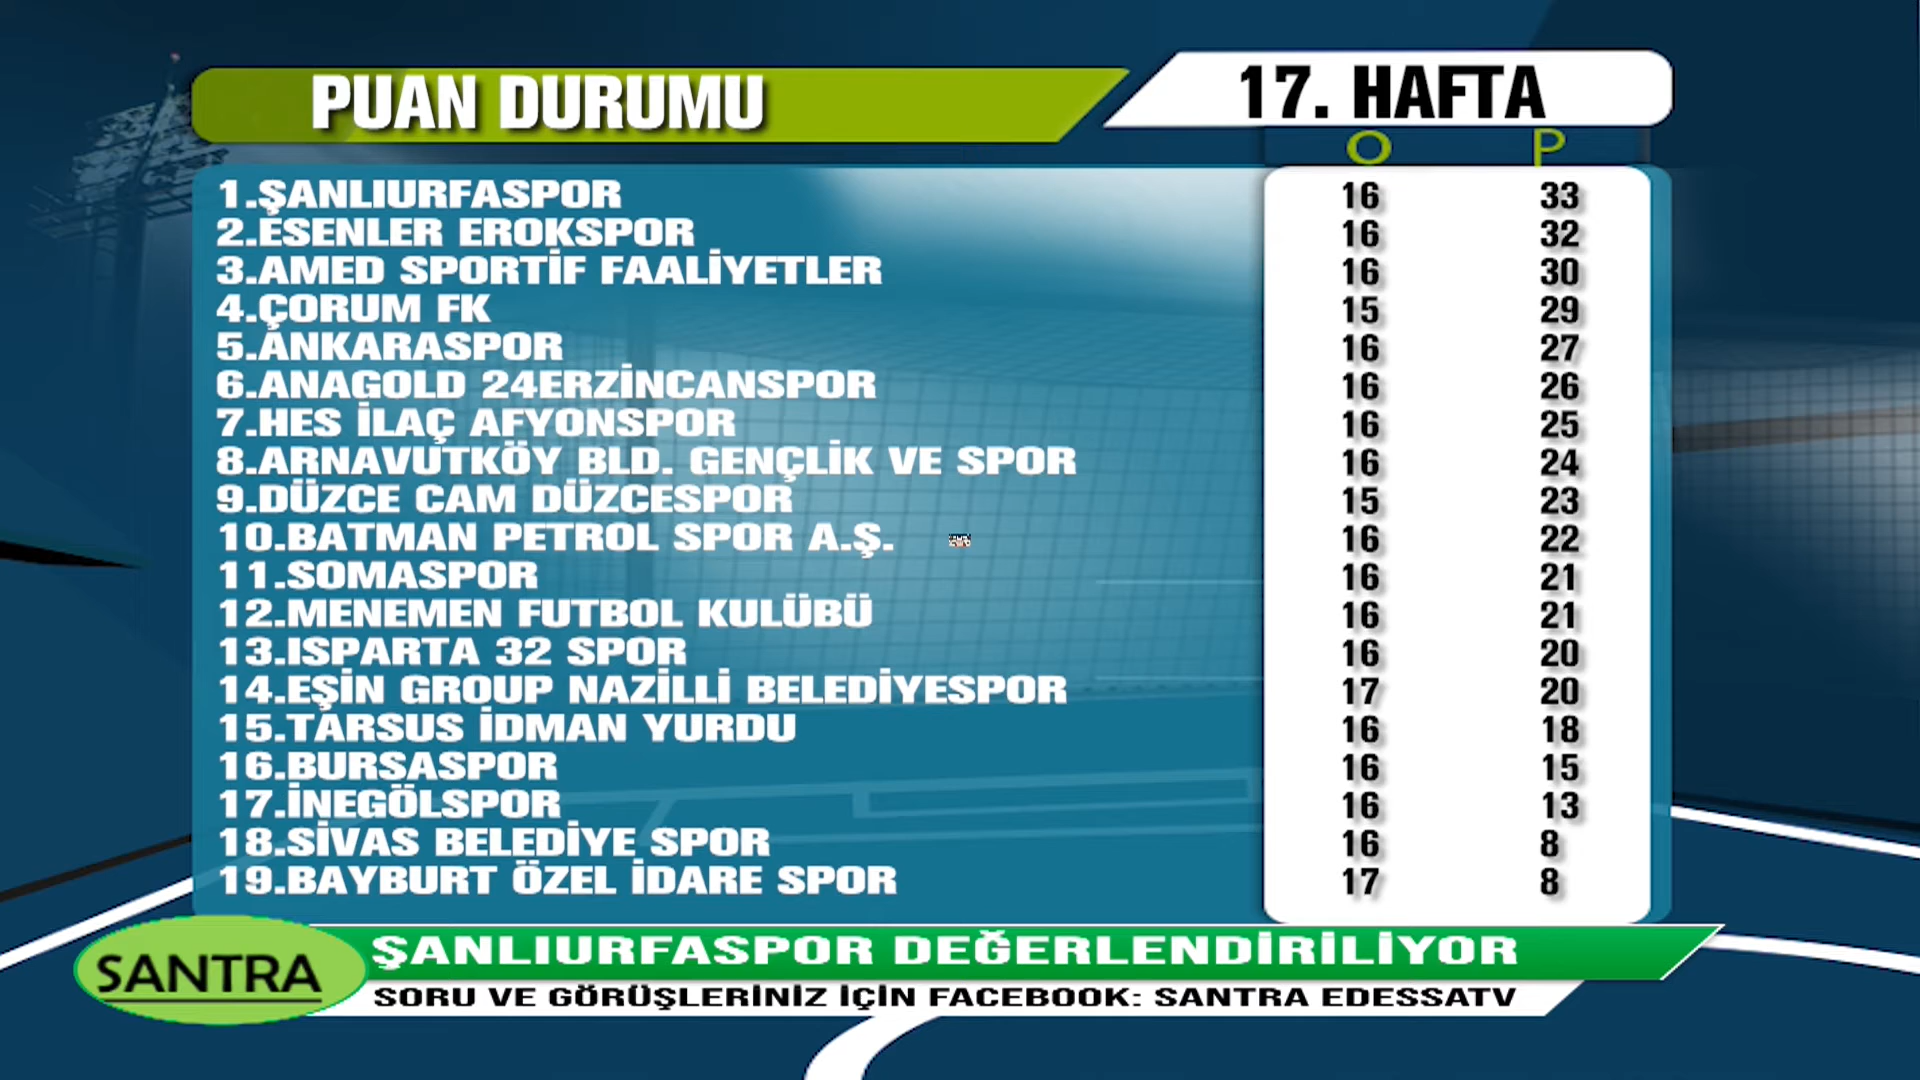 PUAN DURUMU 17. HAFTA
O P
1.ŞANLIURFASPOR 16 33
2.ESENLER EROKSPOR 16 32
3.AMED SPORTİF FAALİYETLER 16 30
4.ÇORUM FK 15 29
5.ANKARASPOR 16 27
6.ANAGOLD 24ERZİNCANSPOR 16 26
7.HES İLAÇ AFYONSPOR 16 25
8.ARNAVUTKÖY BLD. GENÇLİK VE SPOR 16 24
9.DÜZCE CAM DÜZCESPOR 15 23
10.BATMAN PETROL SPOR A.Ş. 16 22
11.SOMASPOR 16 21
12.MENEMEN FUTBOL KULÜBÜ 16 21
13.ISPARTA 32 SPOR 16 20
14.EŞİN GROUP NAZİLLİ BELEDİYESPOR 17 20
15.TARSUS İDMAN YURDU 16 18
16.BURSASPOR 16 15
17.İNEGÖLSPOR 16 13
18.SİVAS BELEDİYE SPOR 16 8
19.BAYBURT ÖZEL İDARE SPOR 17 8
SANTRA
ŞANLIURFASPOR DEĞERLENDİRİLİYOR
SORU VE GÖRÜŞLERİNİZ İÇİN FACEBOOK: SANTRA EDESSATV